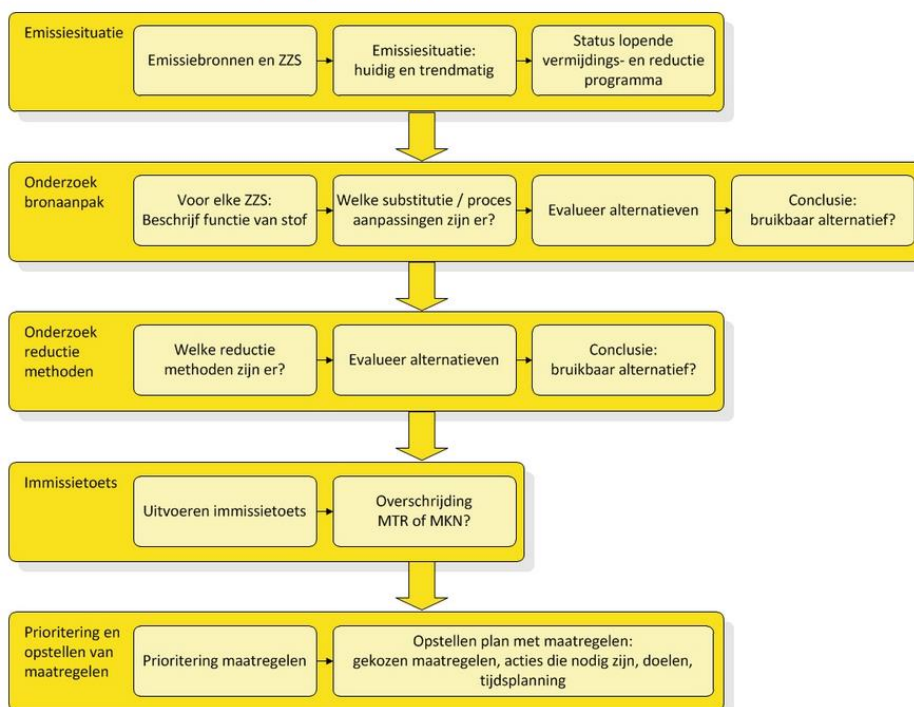 Emissiesituatie
Emissiebronnen en ZZS
Emissiesituatie:
huidig en trendmatig
Status lopende
vermijdings- en reductie
programma
Onderzoek
bronaanpak
Voor elke ZZS:
Beschrijf functie van stof
Welke substitutie / proces
aanpassingen zijn er?
Evalueer alternatieven
Conclusie:
bruikbaar alternatief?
Onderzoek
reductie
methoden
Welke reductie
methoden zijn er?
Evalueer alternatieven
Conclusie:
bruikbaar alternatief?
Immissietoets
Uitvoeren immissietoets
Overschrijding
MTR of MKN?
Prioritering en
opstellen van
maatregelen
Prioritering maatregelen
Opstellen plan met maatregelen:
gekozen maatregelen, acties die nodig zijn, doelen,
tijdsplanning